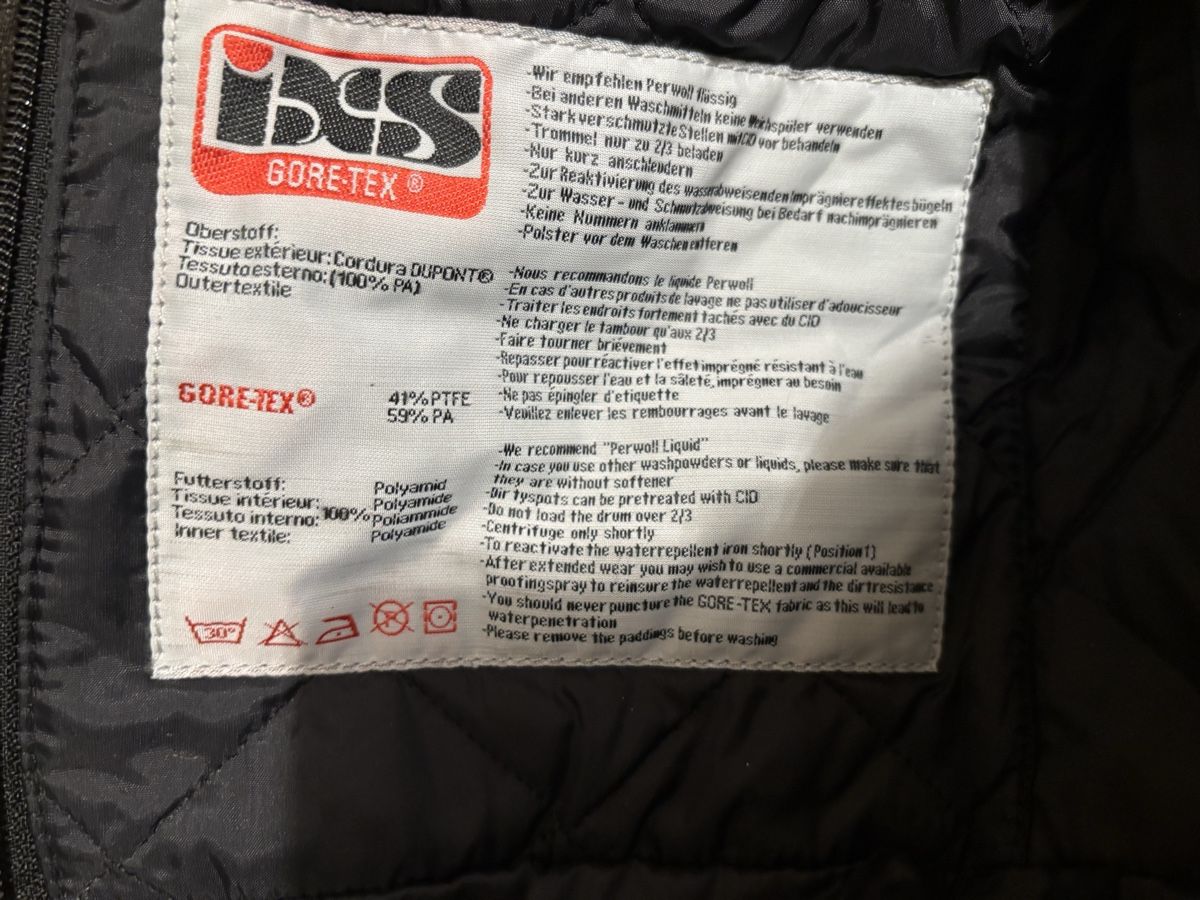 iXS
GORE-TEX ®
Oberstoff:
Tissue extérieur: Cordura DUPONT®
Tessuto esterno: (100% PA)
Outertextile
GORE-TEX®
41% PTFE
59% PA
Futterstoff: Polyamid
Tissue intérieur: Polyamide
Tessuto interno: 100% Poliammide
Inner textile: Polyamide
30°
-Wir empfehlen Perwoll flüssig
-Bei anderen Waschmitteln keine Weichspüler verwenden
-Stark verschmutzte Stellen mit CID vor behandeln
-Trommel nur zu 2/3 beladen
-Nur kurz anschleudern
-Zur Reaktivierung des wasserabweisenden Imprägniereffektes bügeln
-Zur Wasser - und Schmutzabweisung bei Bedarf nachimprägnieren
-Keine Nummern anklammern
-Polster vor dem Waschen entferen
-Nous recommandons le liquide Perwoll
-En cas d'autres produits de lavage ne pas utiliser d'adoucisseur
-Traiter les endroits fortement tachés avec du CID
-Ne charger le tambour qu'aux 2/3
-Faire tourner brièvement
-Repasser pour réactiver l'effet imprégné résistant à l'eau
-Pour repousser l'eau et la sâleté, imprégner au besoin
-Ne pas épingler d'etiquette
-Veuillez enlever les rembourrages avant le lavage
-We recommend "Perwoll Liquid"
-In case you use other washpowders or liquids, please make sure that
they are without softener
-Dirtyspots can be pretreated with CID
-Do not load the drum over 2/3
-Centrifuge only shortly
-To reactivate the waterrepellent iron shortly (Position 1)
-After extended wear you may wish to use a commercial available
proofingspray to reinsure the waterrepellent and the dirtresistance
-You should never puncture the GORE-TEX fabric as this will lead to
waterpenetration
-Please remove the paddings before washing